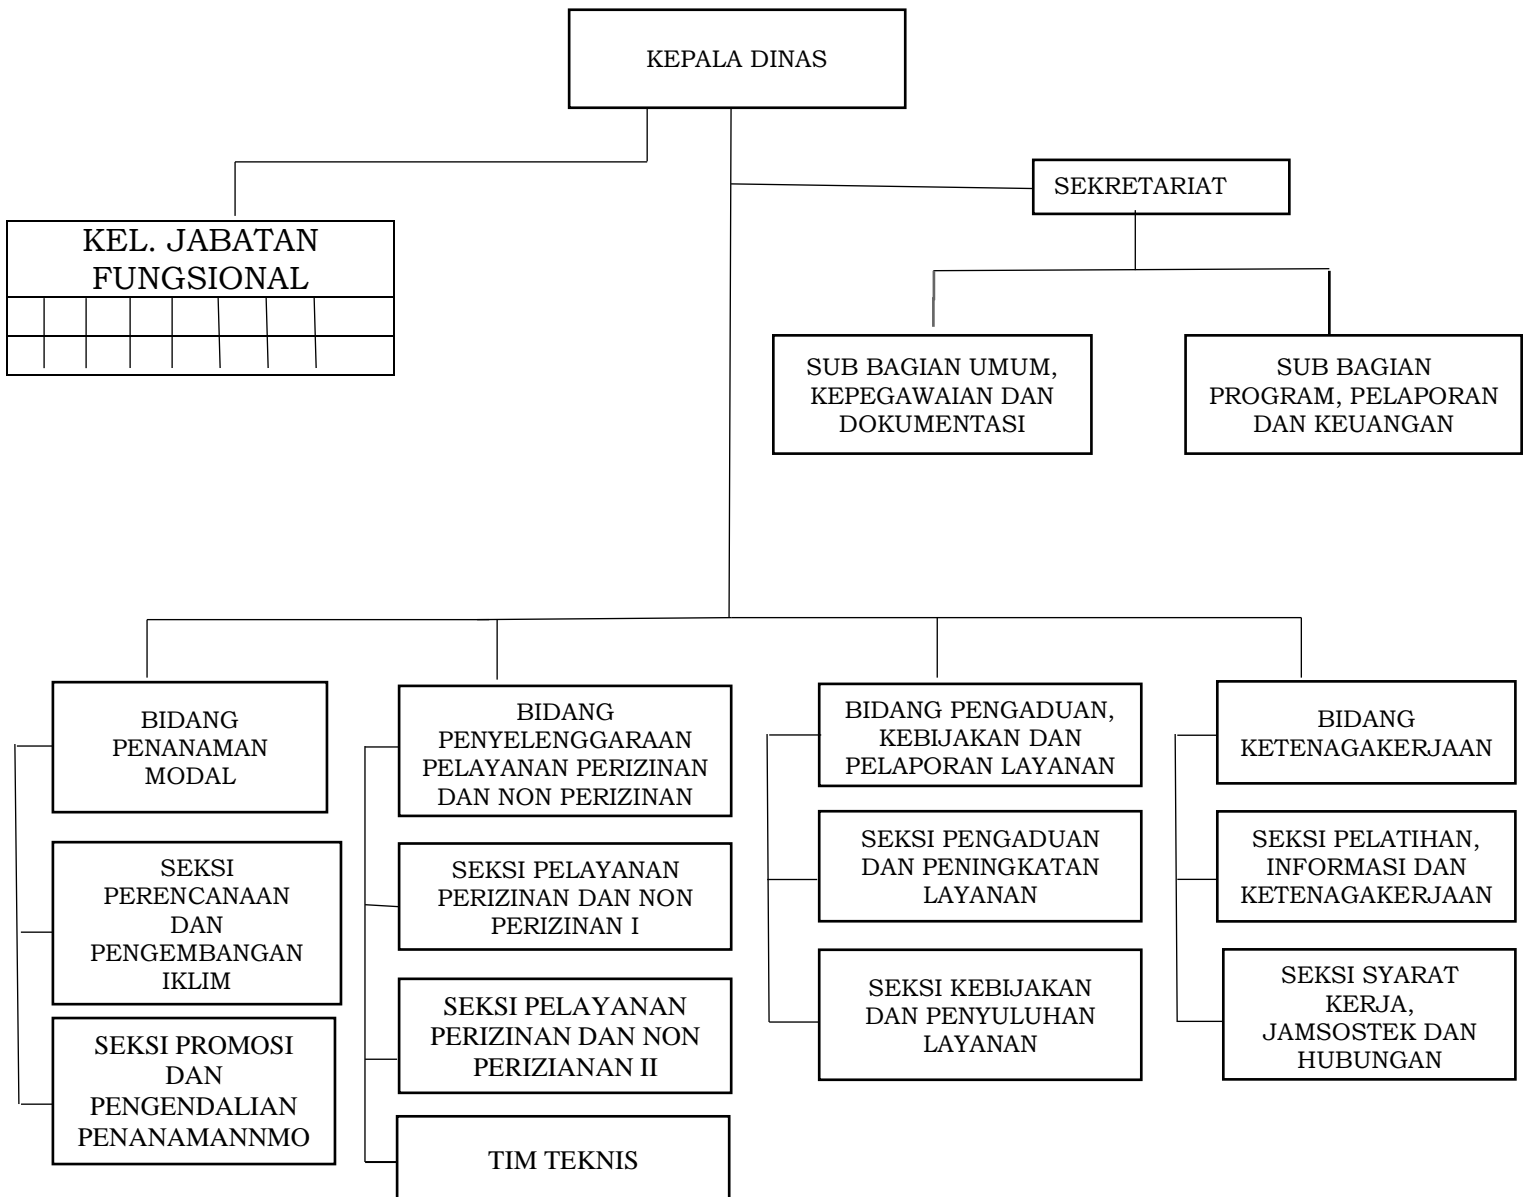 KEPALA DINAS
SEKRETARIAT
KEL. JABATAN
FUNGSIONAL
SUB BAGIAN UMUM,
KEPEGAWAIAN DAN
DOKUMENTASI
SUB BAGIAN
PROGRAM, PELAPORAN
DAN KEUANGAN
BIDANG
PENANAMAN
MODAL
SEKSI
PERENCANAAN
DAN
PENGEMBANGAN
IKLIM
SEKSI PROMOSI
DAN
PENGENDALIAN
PENANAMANNMO
BIDANG
PENYELENGGARAAN
PELAYANAN PERIZINAN
DAN NON PERIZINAN
SEKSI PELAYANAN
PERIZINAN DAN NON
PERIZINAN I
SEKSI PELAYANAN
PERIZINAN DAN NON
PERIZIANAN II
TIM TEKNIS
BIDANG PENGADUAN,
KEBIJAKAN DAN
PELAPORAN LAYANAN
SEKSI PENGADUAN
DAN PENINGKATAN
LAYANAN
SEKSI KEBIJAKAN
DAN PENYULUHAN
LAYANAN
BIDANG
KETENAGAKERJAAN
SEKSI PELATIHAN,
INFORMASI DAN
KETENAGAKERJAAN
SEKSI SYARAT
KERJA,
JAMSOSTEK DAN
HUBUNGAN